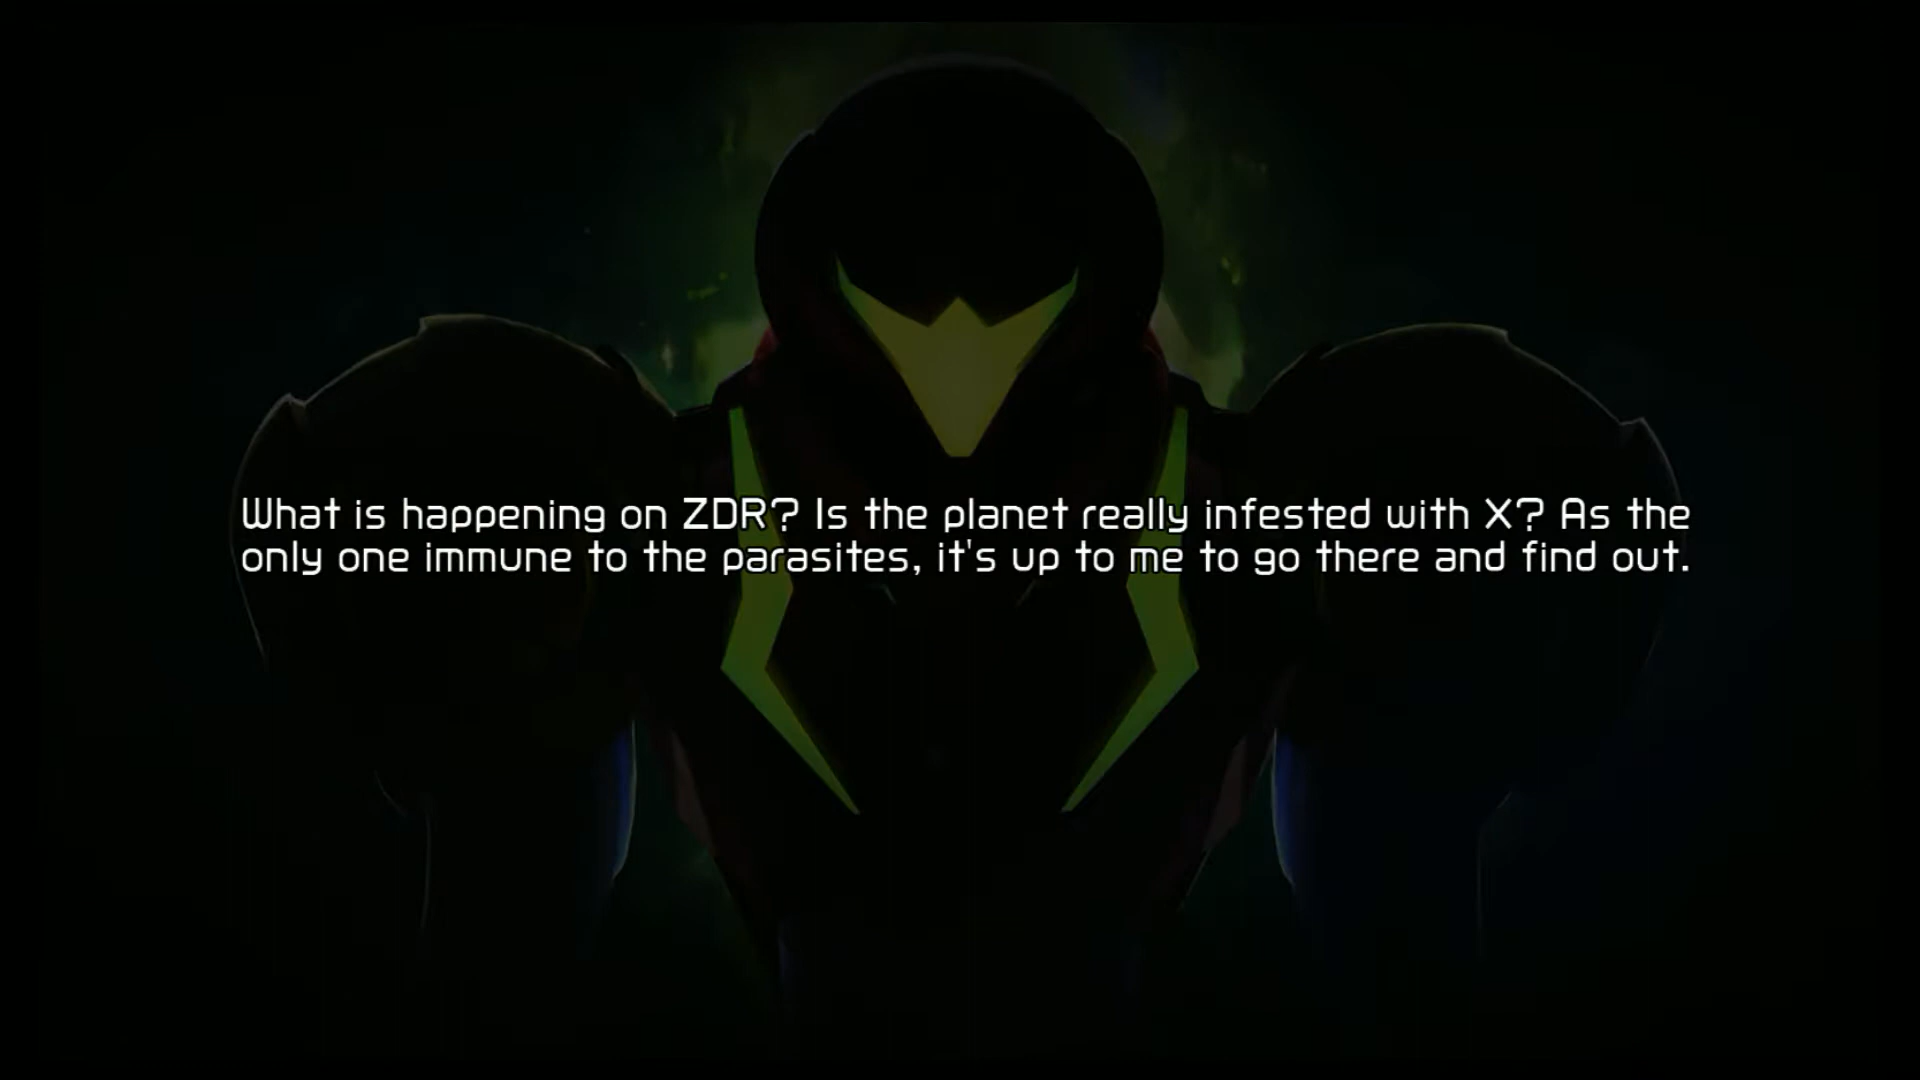 What is happening on ZDR? Is the planet really infested with X? As the
only one immune to the parasites, it's up to me to go there and find out.